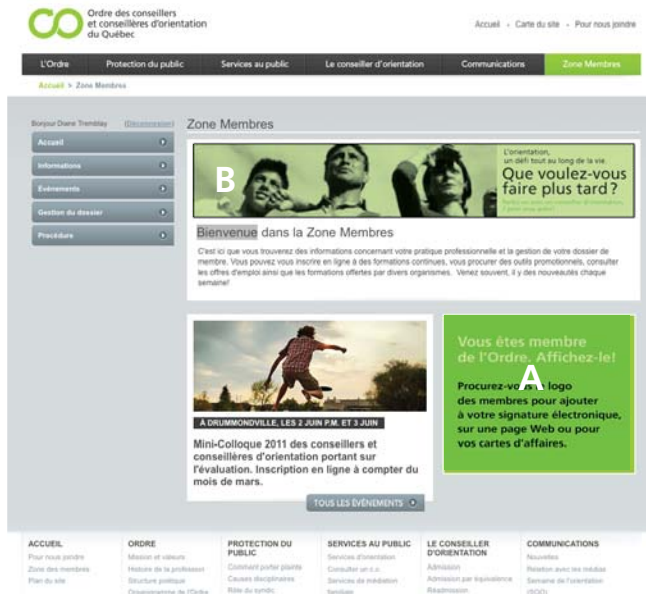 Ordre des conseillers
et conseillères d'orientation
du Québec
Accueil Carte du site Pour nous joindre
L'Ordre Protection du public Services au public Le conseiller d'orientation Communications Zone Membres
Accueil > Zone Membres
Bonjour Diane Tremblay (Déconnexion)
Accueil
Informations
Événements
Gestion du dossier
Procédure
Zone Membres
B
L'orientation,
un défi tout au long de la vie.
Que voulez-vous
faire plus tard?
Bienvenue dans la Zone Membres
C'est ici que vous trouverez des informations concernant votre pratique professionnelle et la gestion de votre dossier de
membre. Vous pouvez vous inscrire en ligne à des formations continues, vous procurer des outils promotionnels, consulter
les offres d'emploi ainsi que les formations offertes par divers organismes. Venez souvent, il y des nouveautés chaque
semaine!
À DRUMMONDVILLE, LES 2 JUIN P.M. ET 3 JUIN
Mini-Colloque 2011 des conseillers et
conseillères d'orientation portant sur
l'évaluation. Inscription en ligne à compter du
mois de mars.
TOUS LES ÉVÉNEMENTS
Vous êtes membre
de l'Ordre. Affichez-le!
A
Procurez-vous le logo
des membres pour ajouter
à votre signature électronique,
sur une page Web ou pour
vos cartes d'affaires.
ACCUEIL
Pour nous joindre
Zone des membres
Plan du site
ORDRE
Mission et valeurs
Histoire de la profession
Structure politique
Organigramme de l'Ordre
PROTECTION DU
PUBLIC
Comment porter plainte
Causes disciplinaires
Rôle du syndic
SERVICES AU PUBLIC
Services d'orientation
Consulter un c.o.
Services de médiation
familiale
LE CONSEILLER
D'ORIENTATION
Admission
Admission par équivalence
Réadmission
COMMUNICATIONS
Nouvelles
Relation avec les médias
Semaine de l'orientation
(SQO)